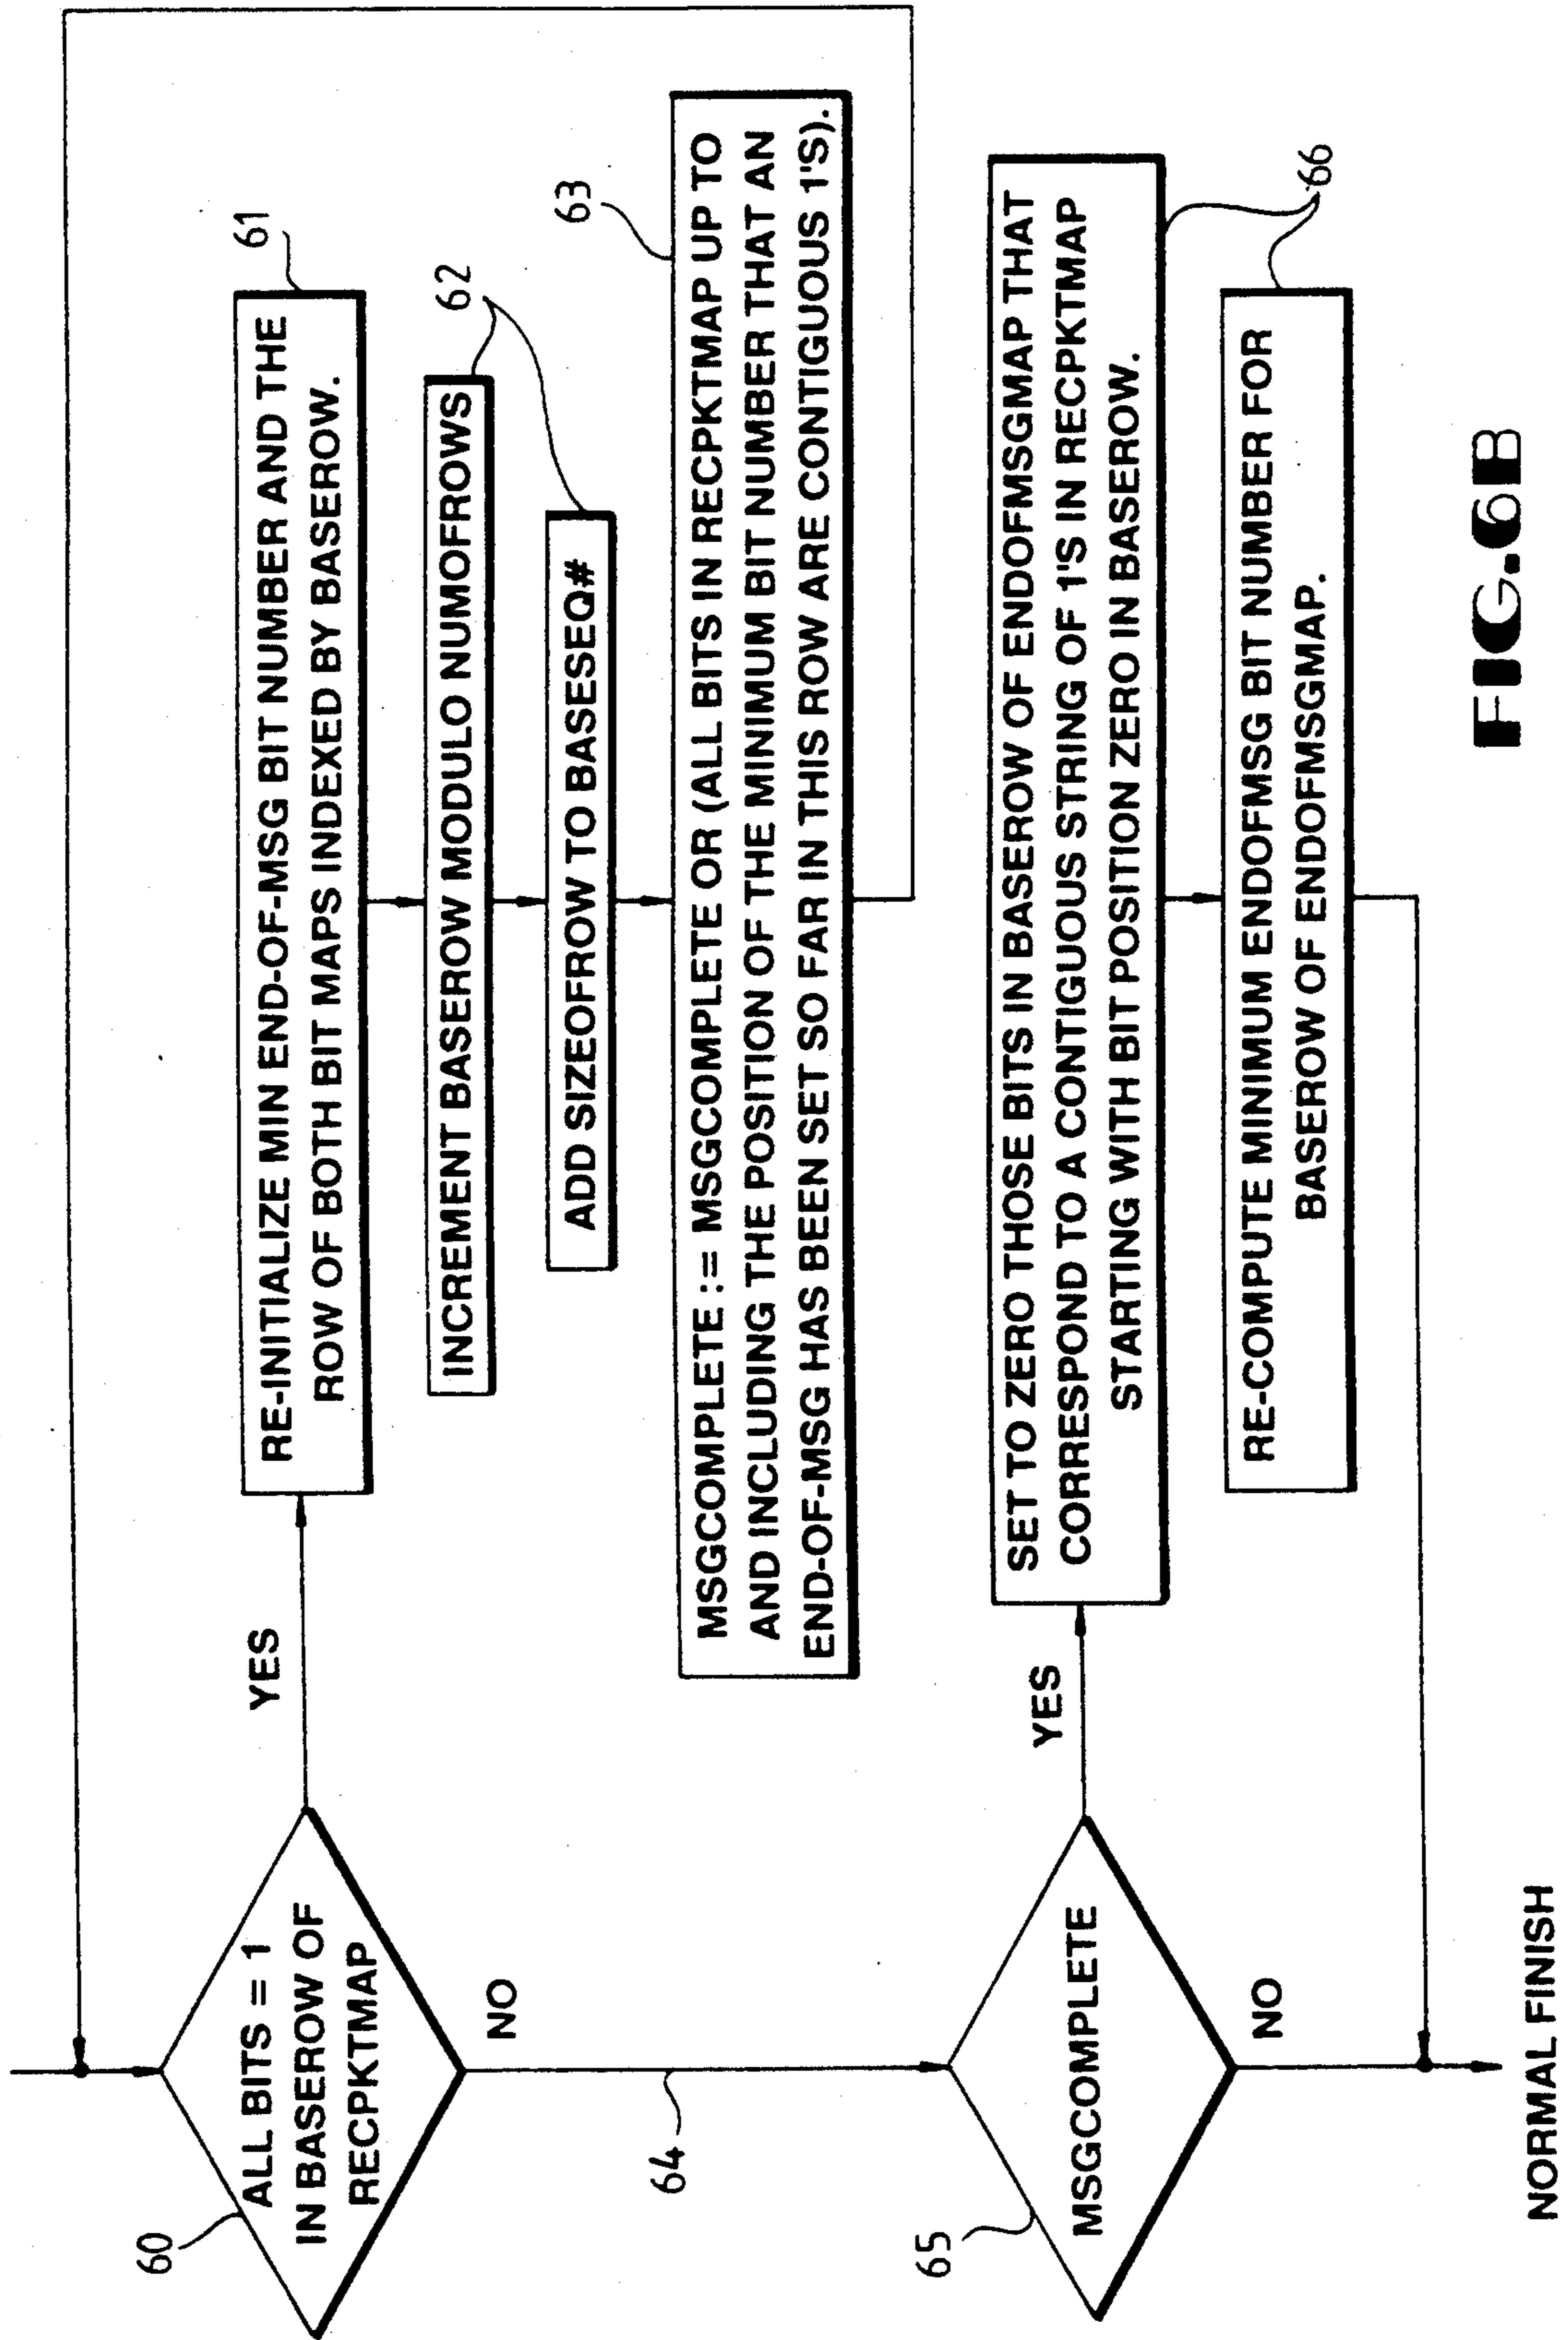 60
ALL BITS = 1
IN BASEROW OF
RECPKTMAP
YES
NO
61
RE-INITIALIZE MIN END-OF-MSG BIT NUMBER AND THE
ROW OF BOTH BIT MAPS INDEXED BY BASEROW.
62
INCREMENT BASEROW MODULO NUMOFROWS
ADD SIZEOFROW TO BASESEQ#
63
MSGCOMPLETE := MSGCOMPLETE OR (ALL BITS IN RECPKTMAP UP TO
AND INCLUDING THE POSITION OF THE MINIMUM BIT NUMBER THAT AN
END-OF-MSG HAS BEEN SET SO FAR IN THIS ROW ARE CONTIGUOUS 1'S).
64
65
MSGCOMPLETE
YES
NO
SET TO ZERO THOSE BITS IN BASEROW OF ENDOFMSGMAP THAT
CORRESPOND TO A CONTIGUOUS STRING OF 1'S IN RECPKTMAP
STARTING WITH BIT POSITION ZERO IN BASEROW.
66
RE-COMPUTE MINIMUM ENDOFMSG BIT NUMBER FOR
BASEROW OF ENDOFMSGMAP.
NORMAL FINISH
FIG.6B